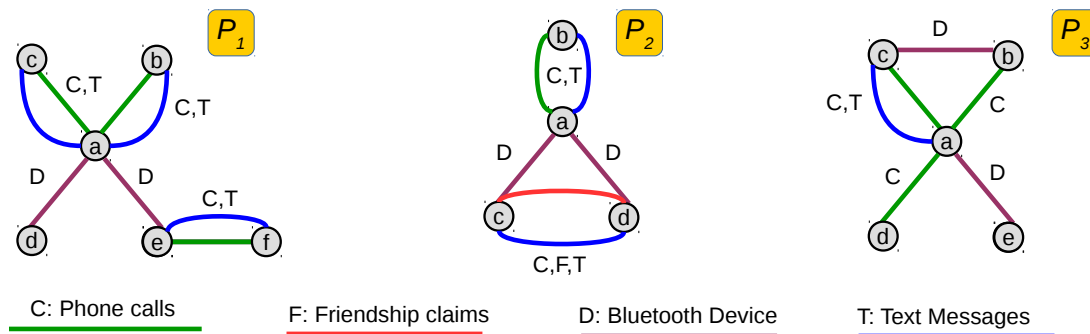 P1
c
b
C,T
C,T
a
D
D
C,T
d
e
f
P2
b
C,T
a
D
D
c
d
C,F,T
P3
D
c
b
C,T
C
a
C
D
d
e
C: Phone calls
F: Friendship claims
D: Bluetooth Device
T: Text Messages